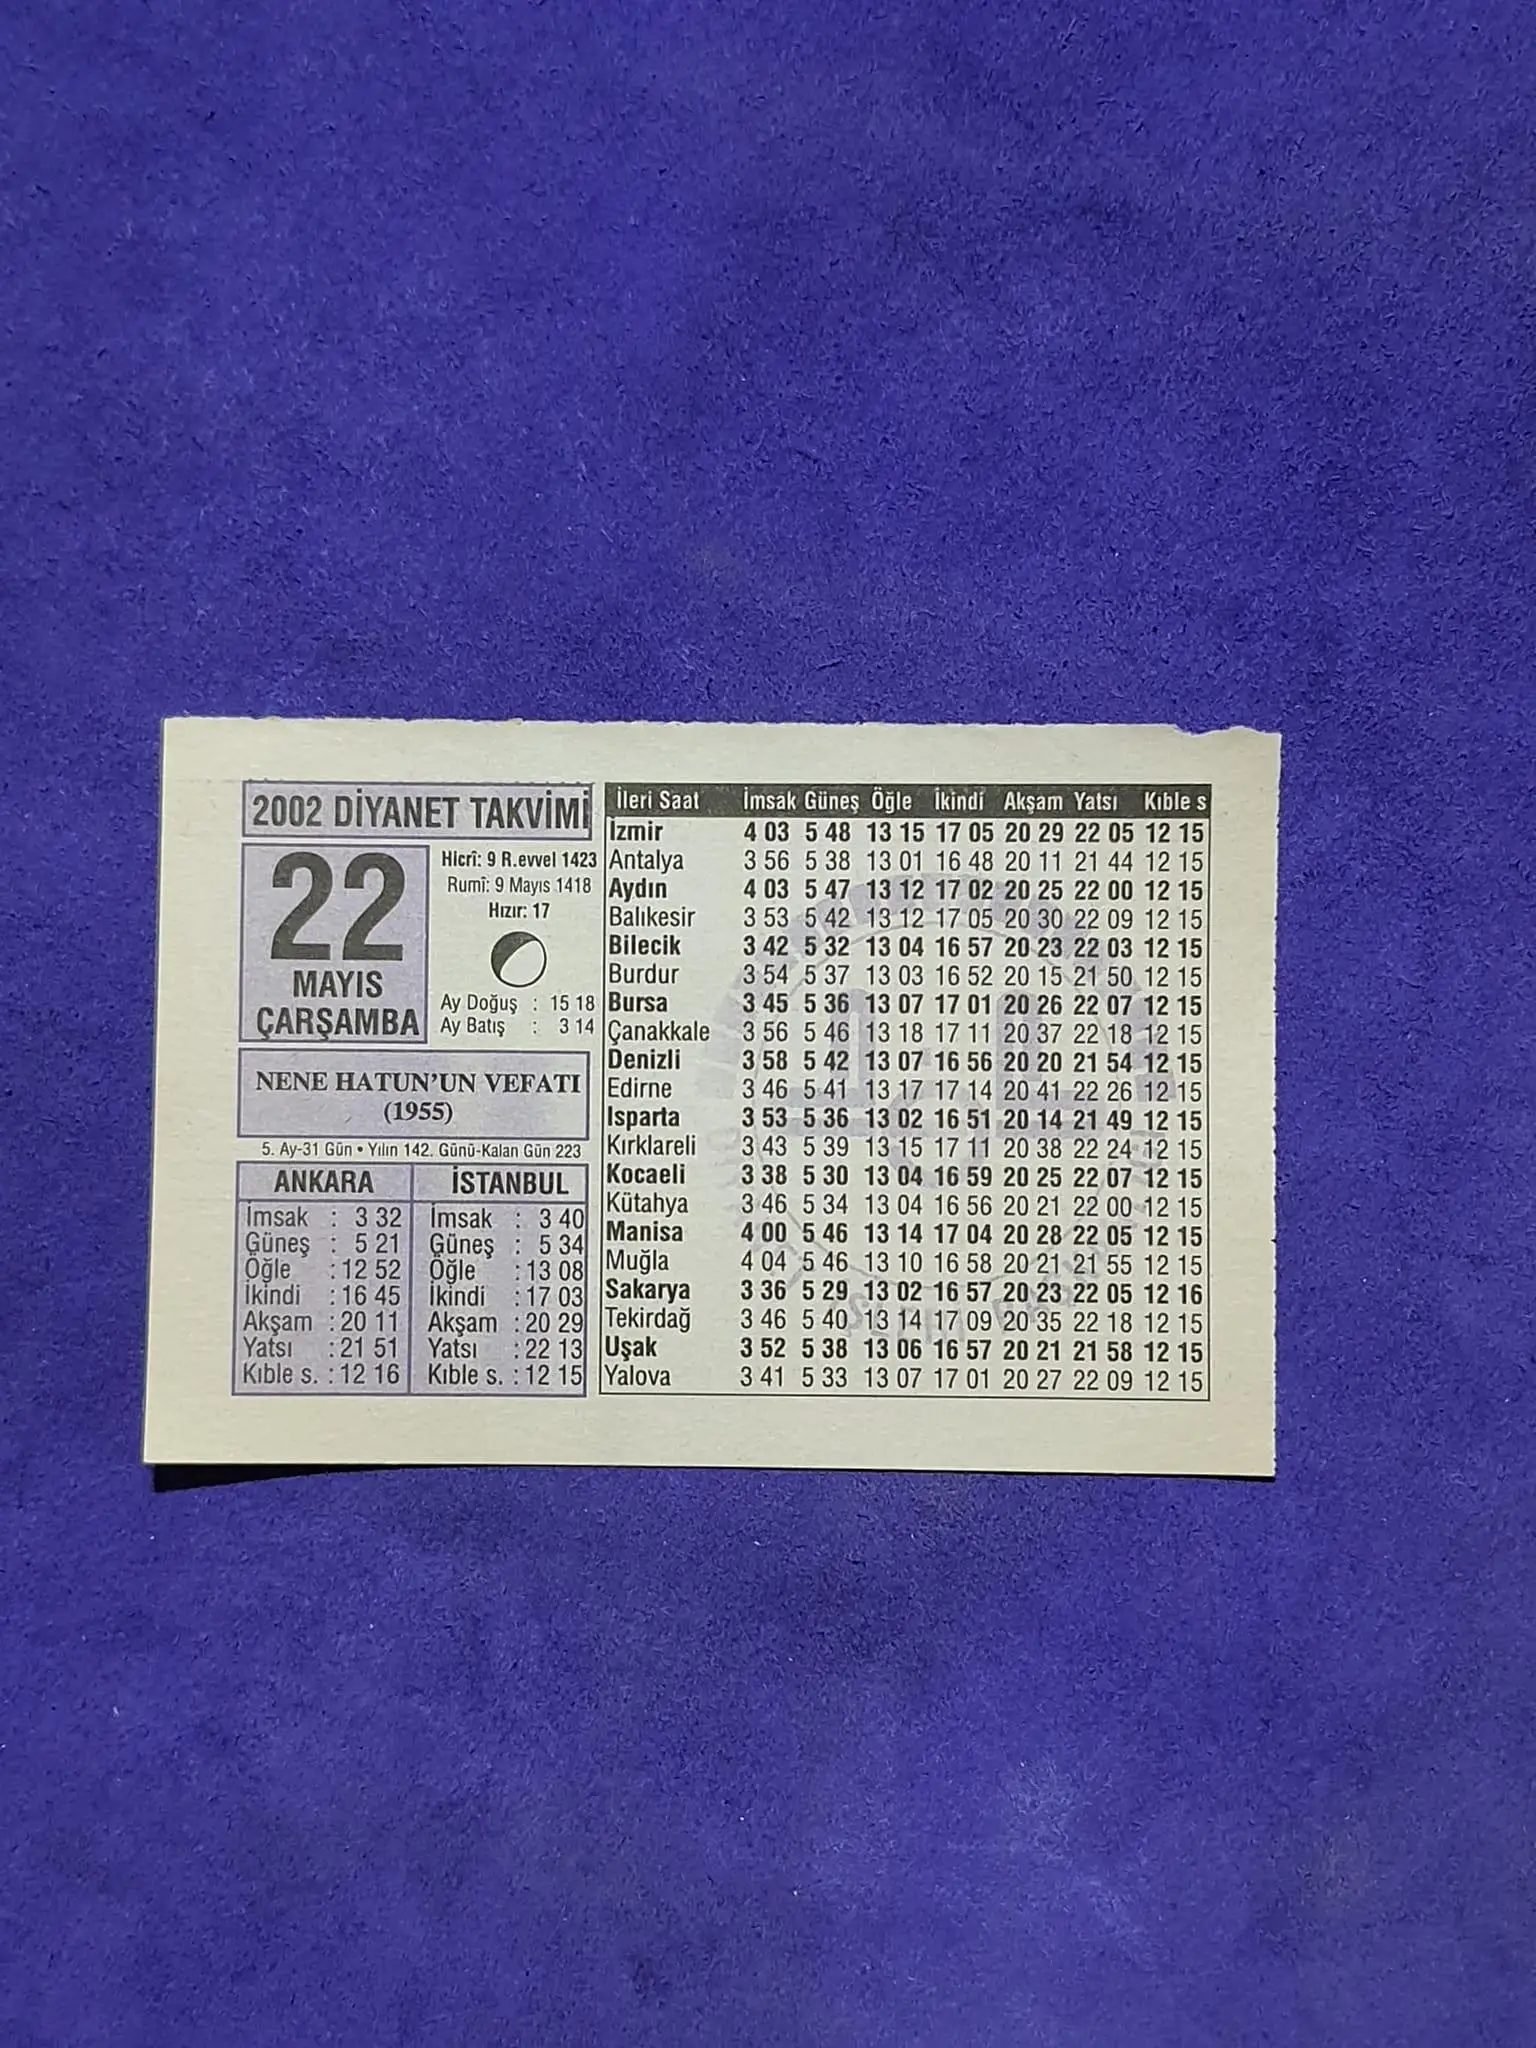 2002 DİYANET TAKVİMİ
22
MAYIS
ÇARŞAMBA
Hicrî: 9 R.evvel 1423
Rumî: 9 Mayıs 1418
Hızır: 17
Ay Doğuş : 15 18
Ay Batış : 3 14
NENE HATUN'UN VEFATI
(1955)
5. Ay-31 Gün • Yılın 142. Günü-Kalan Gün 223
ANKARA
İmsak : 3 32
Güneş : 5 21
Öğle : 12 52
İkindi : 16 45
Akşam : 20 11
Yatsı : 21 51
Kıble s. : 12 16
İSTANBUL
İmsak : 3 40
Güneş : 5 34
Öğle : 13 08
İkindi : 17 03
Akşam : 20 29
Yatsı : 22 13
Kıble s. : 12 15
İleri Saat İmsak Güneş Öğle İkindi Akşam Yatsı Kıble s
İzmir 4 03 5 48 13 15 17 05 20 29 22 05 12 15
Antalya 3 56 5 38 13 01 16 48 20 11 21 44 12 15
Aydın 4 03 5 47 13 12 17 02 20 25 22 00 12 15
Balıkesir 3 53 5 42 13 12 17 05 20 30 22 09 12 15
Bilecik 3 42 5 32 13 04 16 57 20 23 22 03 12 15
Burdur 3 54 5 37 13 03 16 52 20 15 21 50 12 15
Bursa 3 45 5 36 13 07 17 01 20 26 22 07 12 15
Çanakkale 3 56 5 46 13 18 17 11 20 37 22 18 12 15
Denizli 3 58 5 42 13 07 16 56 20 20 21 54 12 15
Edirne 3 46 5 41 13 17 17 14 20 41 22 26 12 15
Isparta 3 53 5 36 13 02 16 51 20 14 21 49 12 15
Kırklareli 3 43 5 39 13 15 17 11 20 38 22 24 12 15
Kocaeli 3 38 5 30 13 04 16 59 20 25 22 07 12 15
Kütahya 3 46 5 34 13 04 16 56 20 21 22 00 12 15
Manisa 4 00 5 46 13 14 17 04 20 28 22 05 12 15
Muğla 4 04 5 46 13 10 16 58 20 21 21 55 12 15
Sakarya 3 36 5 29 13 02 16 57 20 23 22 05 12 16
Tekirdağ 3 46 5 40 13 14 17 09 20 35 22 18 12 15
Uşak 3 52 5 38 13 06 16 57 20 21 21 58 12 15
Yalova 3 41 5 33 13 07 17 01 20 27 22 09 12 15